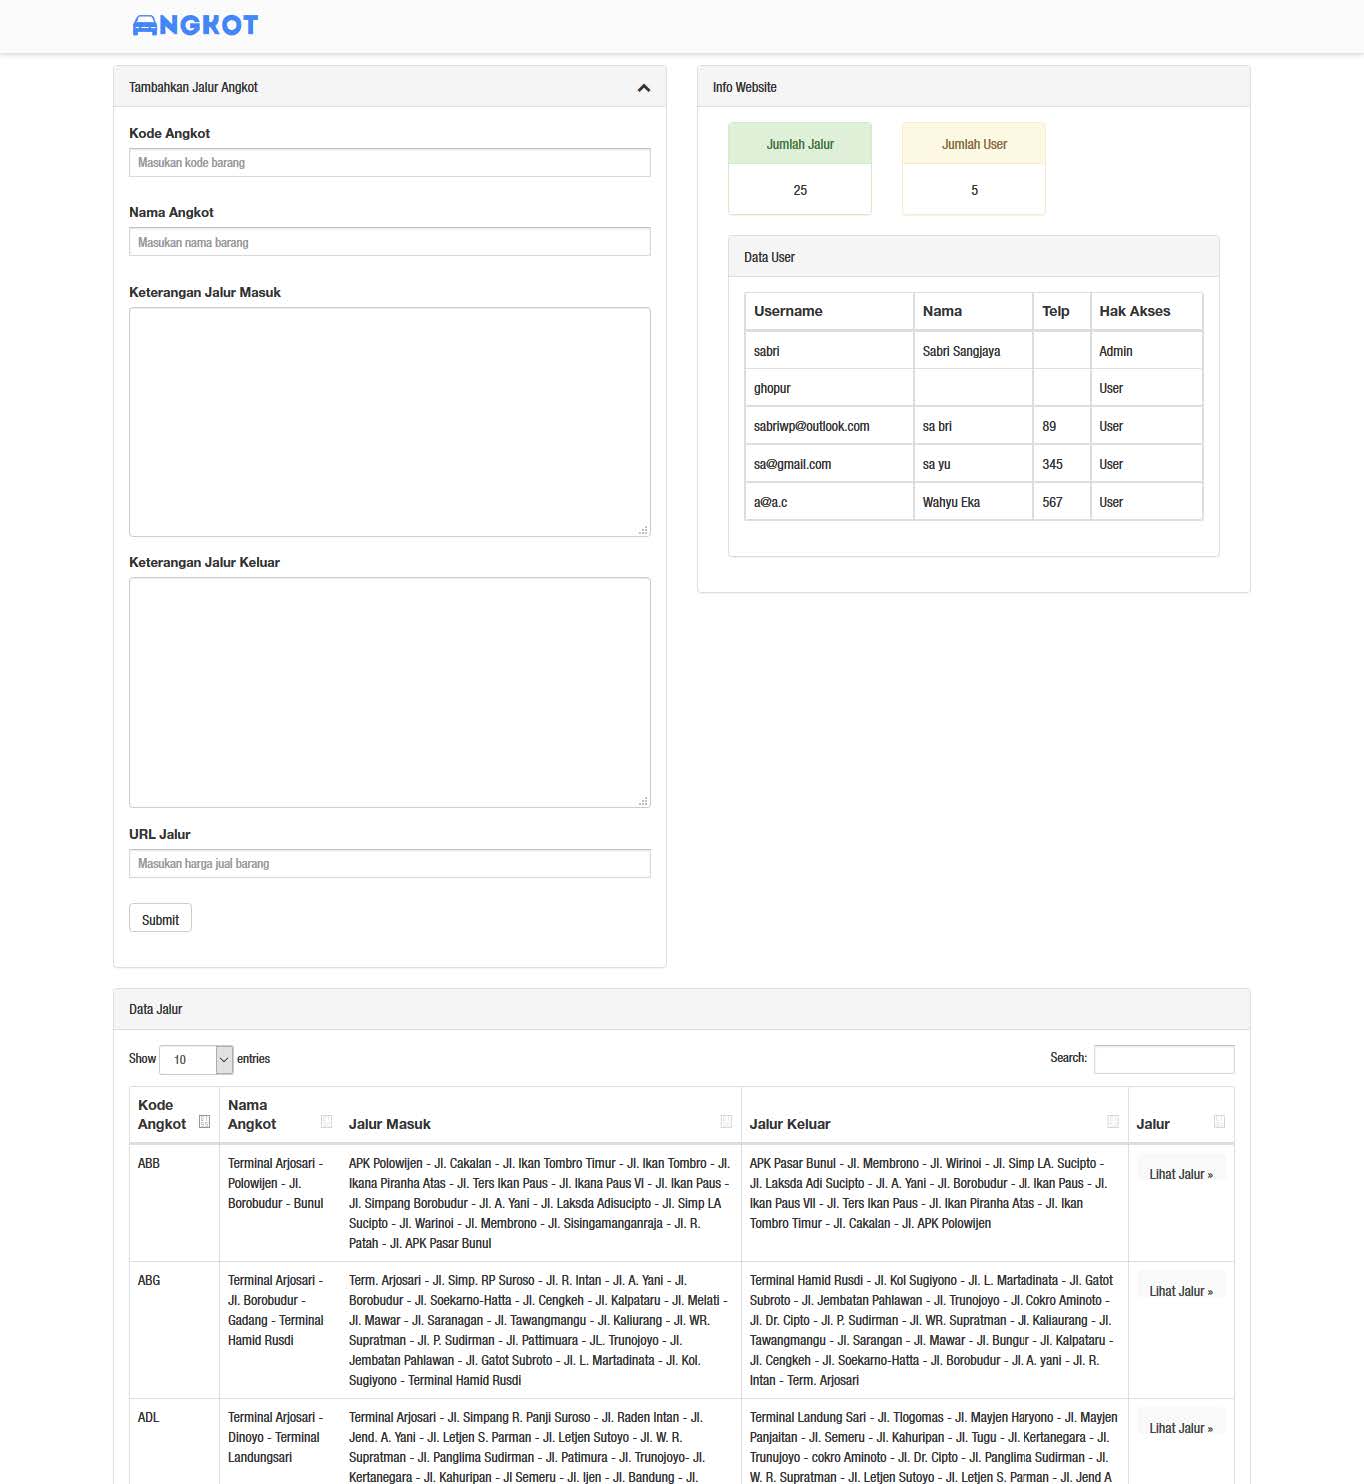 ANGKOT
Tambahkan Jalur Angkot
Kode Angkot
Masukan kode barang
Nama Angkot
Masukan nama barang
Keterangan Jalur Masuk
Keterangan Jalur Keluar
URL Jalur
Masukan harga jual barang
Submit
Info Website
Jumlah Jalur
25
Jumlah User
5
Data User
Username Nama Telp Hak Akses
sabri Sabri Sangjaya Admin
ghopur User
sabriwp@outlook.com sa bri 89 User
sa@gmail.com sa yu 345 User
a@a.c Wahyu Eka 567 User
Data Jalur
Show 10 entries
Search:
Kode
Angkot
Nama
Angkot
Jalur Masuk
Jalur Keluar
Jalur
ABB
Terminal Arjosari -
Polowijen - Jl.
Borobudur - Bunul
APK Polowijen - Jl. Cakalan - Jl. Ikan Tombro Timur - Jl. Ikan Tombro - Jl.
Ikana Piranha Atas - Jl. Ters Ikan Paus - Jl. Ikana Paus VI - Jl. Ikan Paus -
Jl. Simpang Borobudur - Jl. A. Yani - Jl. Laksda Adisucipto - Jl. Simp LA
Sucipto - Jl. Warinoi - Jl. Membrono - Jl. Sisingamanganraja - Jl. R.
Patah - Jl. APK Pasar Bunul
APK Pasar Bunul - Jl. Membrono - Jl. Wirinoi - Jl. Simp LA. Sucipto -
Jl. Laksda Adi Sucipto - Jl. A. Yani - Jl. Borobudur - Jl. Ikan Paus - Jl.
Ikan Paus VII - Jl. Ters Ikan Paus - Jl. Ikan Piranha Atas - Jl. Ikan
Tombro Timur - Jl. Cakalan - Jl. APK Polowijen
Lihat Jalur »
ABG
Terminal Arjosari -
Jl. Borobudur -
Gadang - Terminal
Hamid Rusdi
Term. Arjosari - Jl. Simp. RP Suroso - Jl. R. Intan - Jl. A. Yani - Jl.
Borobudur - Jl. Soekarno-Hatta - Jl. Cengkeh - Jl. Kalpataru - Jl. Melati -
Jl. Mawar - Jl. Saranagan - Jl. Tawangmangu - Jl. Kaliurang - Jl. WR.
Supratman - Jl. P. Sudirman - Jl. Pattimuara - JL. Trunojoyo - Jl.
Jembatan Pahlawan - Jl. Gatot Subroto - Jl. L. Martadinata - Jl. Kol.
Sugiyono - Terminal Hamid Rusdi
Terminal Hamid Rusdi - Jl. Kol Sugiyono - Jl. L. Martadinata - Jl. Gatot
Subroto - Jl. Jembatan Pahlawan - Jl. Trunojoyo - Jl. Cokro Aminoto -
Jl. Dr. Cipto - Jl. P. Sudirman - Jl. WR. Supratman - Jl. Kaliaurang - Jl.
Tawangmangu - Jl. Sarangan - Jl. Mawar - Jl. Bungur - Jl. Kalpataru -
Jl. Cengkeh - Jl. Soekarno-Hatta - Jl. Borobudur - Jl. A. yani - Jl. R.
Intan - Term. Arjosari
Lihat Jalur »
ADL
Terminal Arjosari -
Dinoyo - Terminal
Landungsari
Terminal Arjosari - Jl. Simpang R. Panji Suroso - Jl. Raden Intan - Jl.
Jend. A. Yani - Jl. Letjen S. Parman - Jl. Letjen Sutoyo - Jl. W. R.
Supratman - Jl. Panglima Sudirman - Jl. Patimura - Jl. Trunojoyo- Jl.
Kertanegara - Jl. Kahuripan - Jl Semeru - Jl. Ijen - Jl. Bandung - Jl.
Terminal Landung Sari - Jl. Tlogomas - Jl. Mayjen Haryono - Jl. Mayjen
Panjaitan - Jl. Semeru - Jl. Kahuripan - Jl. Tugu - Jl. Kertanegara - Jl.
Trunujoyo - cokro Aminoto - Jl. Dr. Cipto - Jl. Panglima Sudirman - Jl.
W. R. Supratman - Jl. Letjen Sutoyo - Jl. Letjen S. Parman - Jl. Jend A
Lihat Jalur »